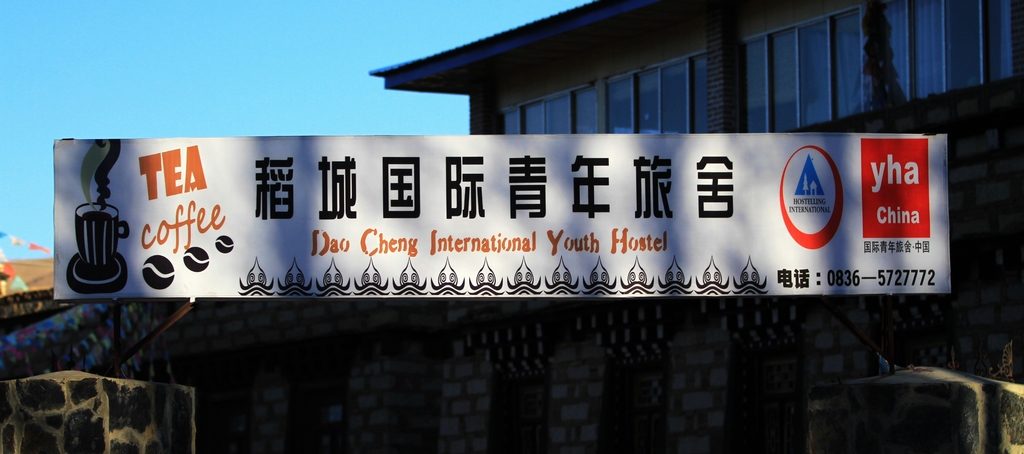 TEA
coffee
稻城国际青年旅舍
Dao Cheng International Youth Hostel
HOSTELLING
INTERNATIONAL
yha
China
国际青年旅舍·中国
电话：0836—5727772